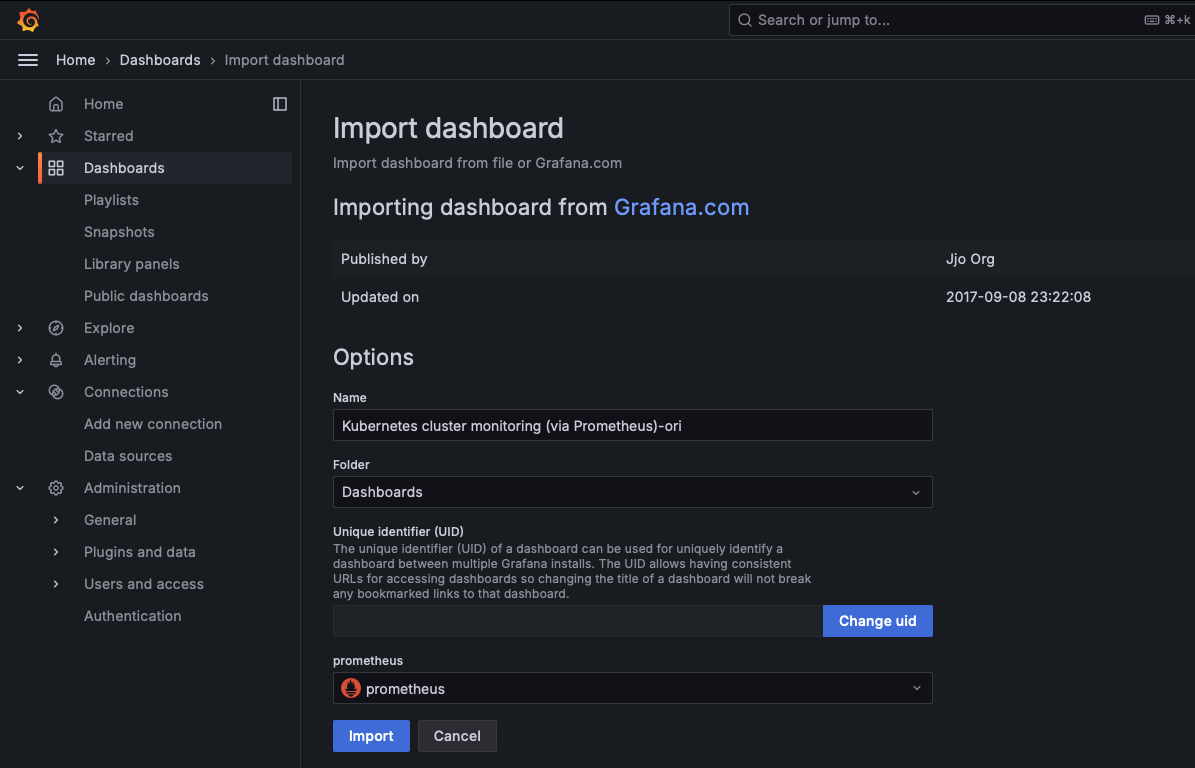 Search or jump to...
⌘+k
Home › Dashboards › Import dashboard
Home
Starred
Dashboards
Playlists
Snapshots
Library panels
Public dashboards
Explore
Alerting
Connections
Add new connection
Data sources
Administration
General
Plugins and data
Users and access
Authentication
Import dashboard
Import dashboard from file or Grafana.com
Importing dashboard from Grafana.com
Published by Jjo Org
Updated on 2017-09-08 23:22:08
Options
Name
Kubernetes cluster monitoring (via Prometheus)-ori
Folder
Dashboards
Unique identifier (UID)
The unique identifier (UID) of a dashboard can be used for uniquely identify a
dashboard between multiple Grafana installs. The UID allows having consistent
URLs for accessing dashboards so changing the title of a dashboard will not break
any bookmarked links to that dashboard.
Change uid
prometheus
prometheus
Import Cancel